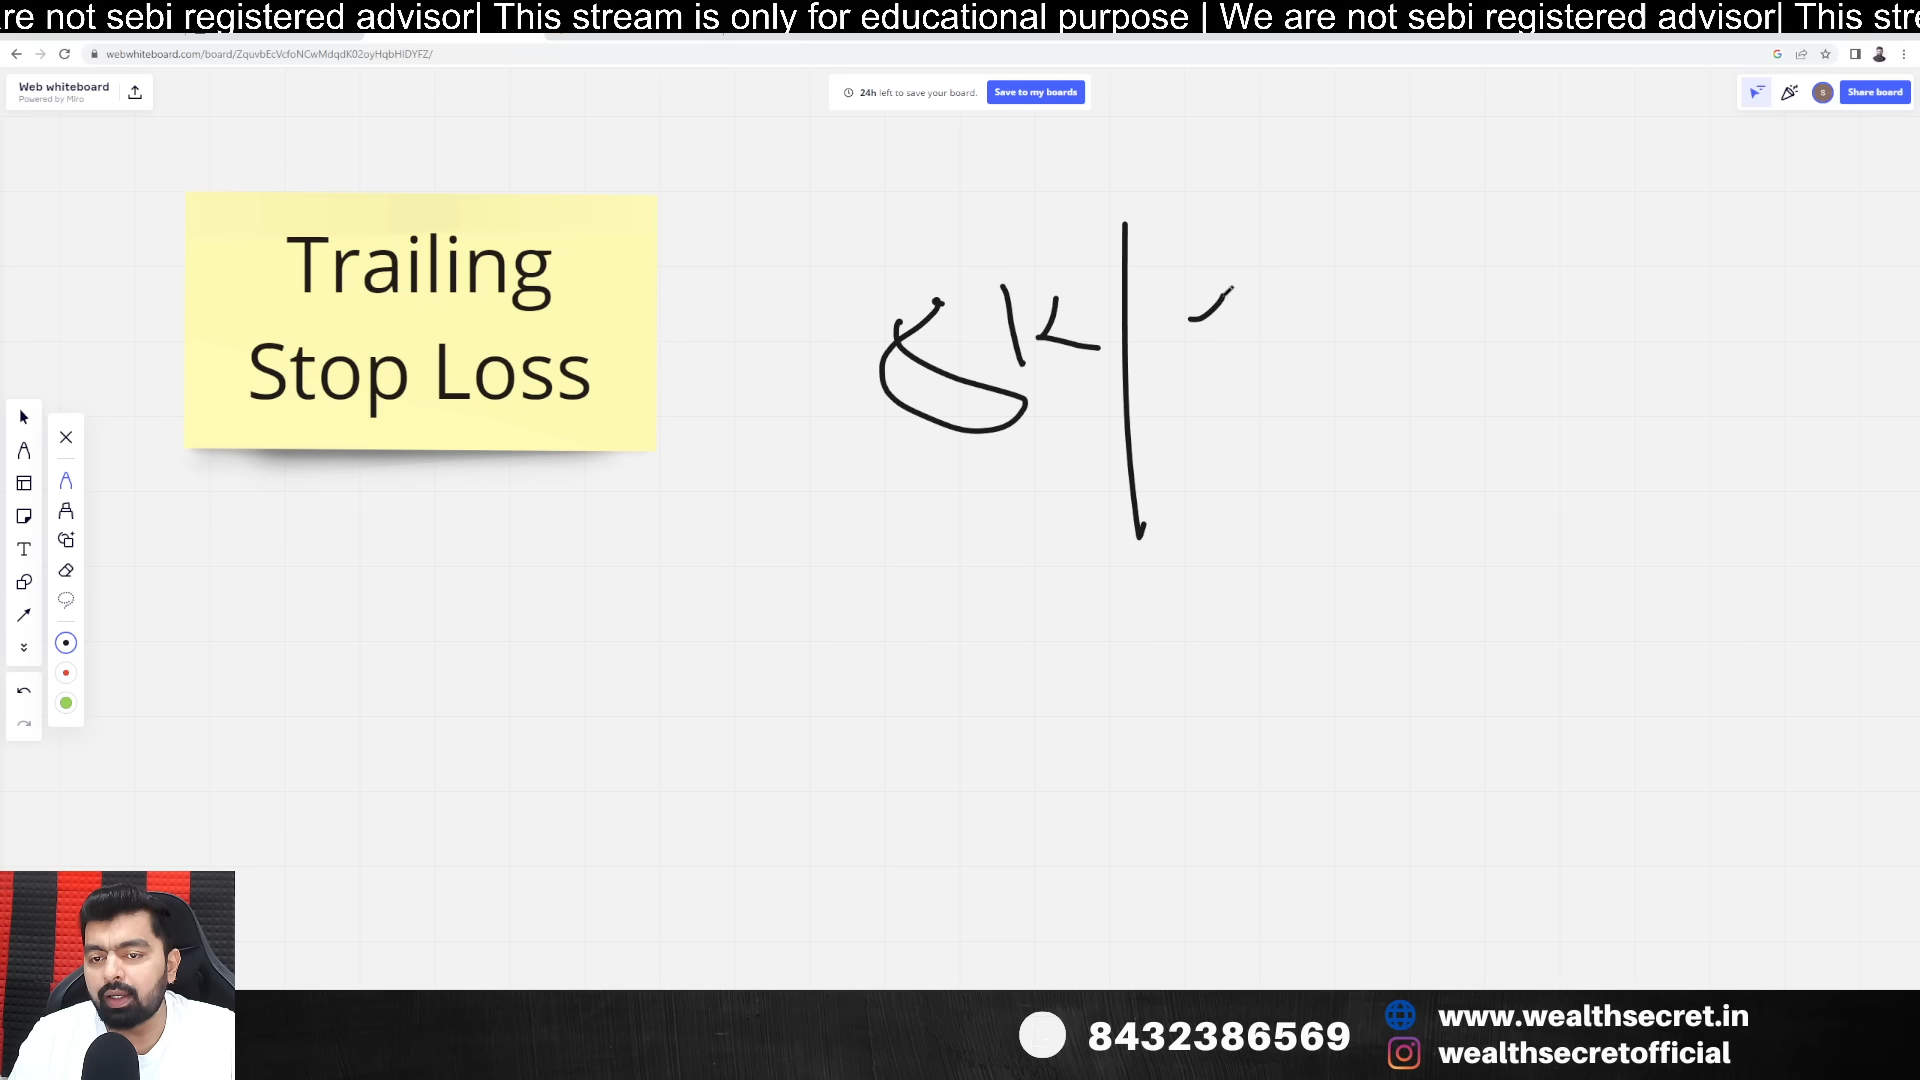 re not sebi registered advisor| This stream is only for educational purpose | We are not sebi registered advisor| This stre
webwhiteboard.com/board/ZquvbEcVcfoNCwMdqdK02oyHqbHIDYFZ/
Web whiteboard
Powered by Miro
24h left to save your board.
Save to my boards
S
Share board
Trailing
Stop Loss
8432386569
www.wealthsecret.in
wealthsecretofficial